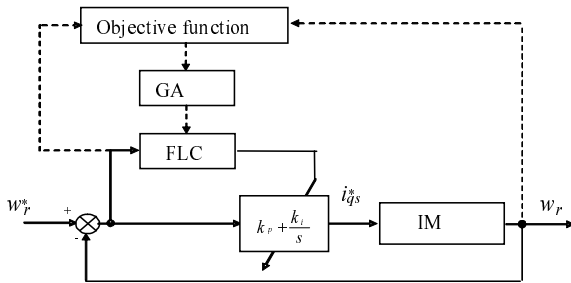 Objective function
GA
FLC
w*r
+
-
kp + ki/s
i*qs
IM
wr